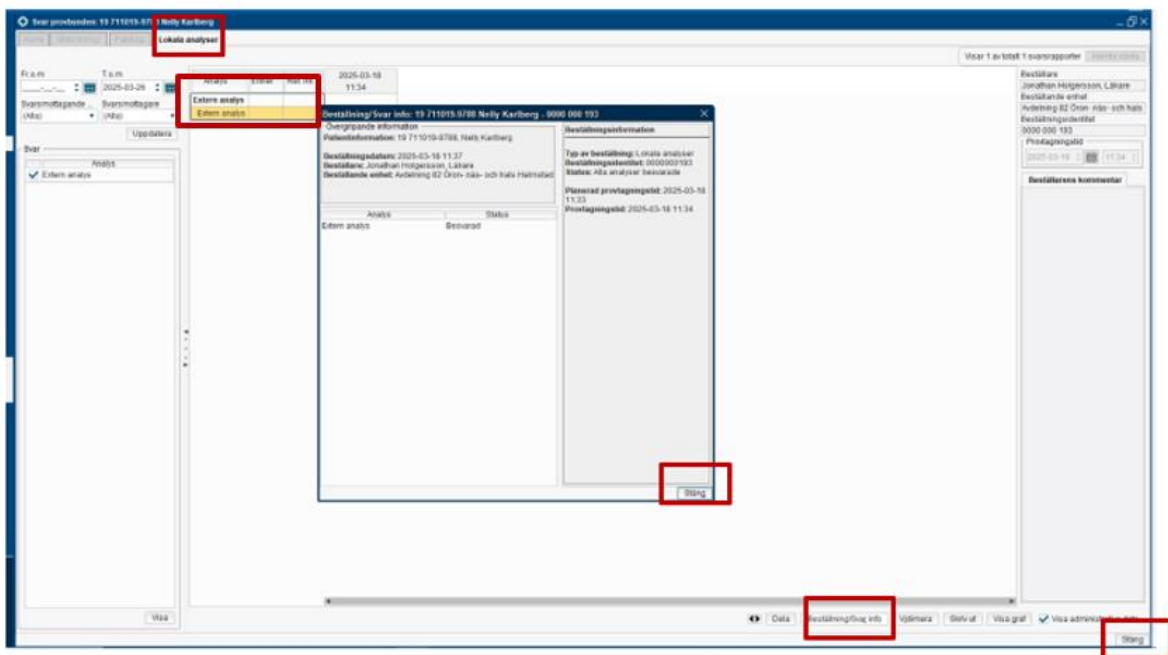 Svar provbunden: 19 711019-9788 Nelly Karlberg
Lokala analyser
Visar 1 av totalt 1 svarsrapporter
Fr.o.m
T.o.m
2025-03-26
Svarsmottagande ...
Svarsmottagare
(Alla)
(Alla)
Uppdatera
Svar
Analys
Extern analys
Visa
Analys
Enhet
2025-03-18
11:34
Extern analys
Extern analys
Beställning/Svar info: 19 711019-9788 Nelly Karlberg - 0000 000 193
Övergripande information
Patientinformation: 19 711019-9788, Nelly Karlberg
Beställningsdatum: 2025-03-18 11:37
Beställare: Jonathan Holgersson, Läkare
Beställande enhet: Avdelning 82 Öron- näs- och hals Halmstad
Analys
Status
Extern analys
Besvarad
Beställningsinformation
Typ av beställning: Lokala analyser
Beställningsidentitet: 0000000193
Status: Alla analyser besvarade
Planerad provtagningstid: 2025-03-18
11:33
Provtagningstid: 2025-03-18 11:34
Stäng
Beställare
Jonathan Holgersson, Läkare
Beställande enhet
Avdelning 82 Öron- näs- och hals
Beställningsidentitet
0000 000 193
Provtagningstid
11:34
Beställarens kommentar
Data
Beställning/Svar info
Vidimera
Skriv ut
Visa graf
Visa administrativ data
Stäng